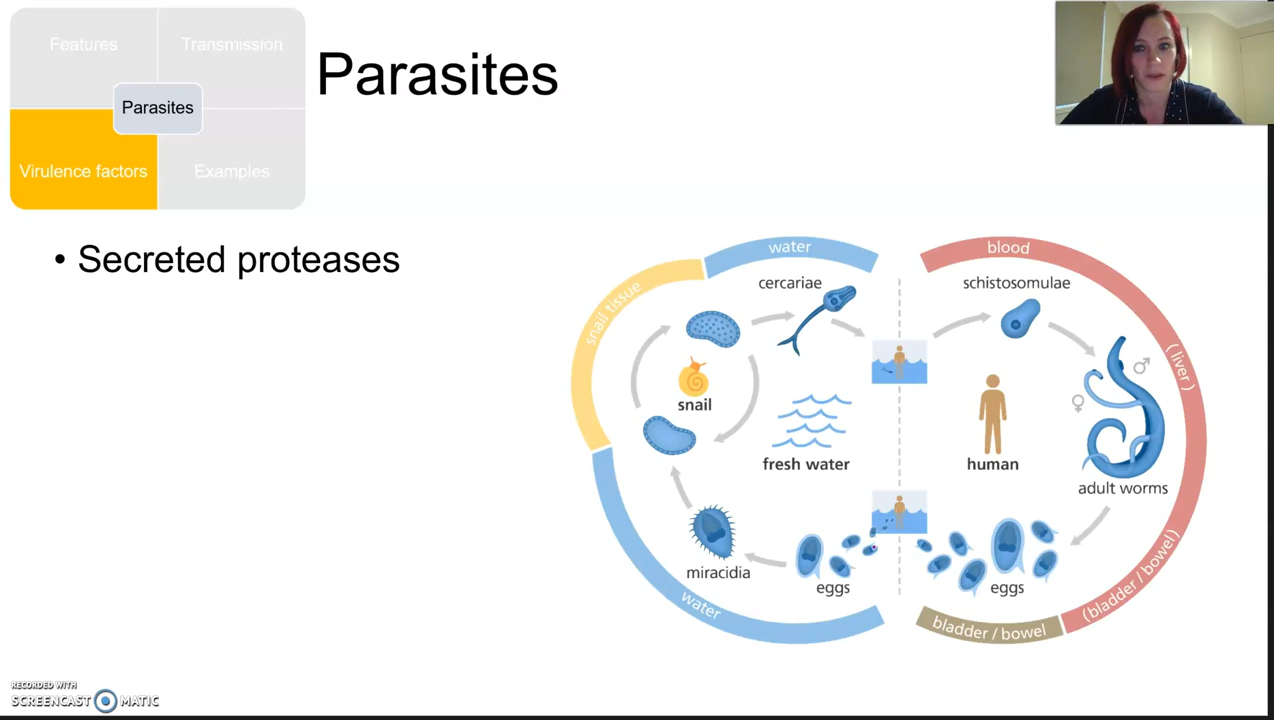 Features
Transmission
Parasites
Virulence factors
Examples
Parasites
• Secreted proteases
water
blood
snail tissue
cercariae
schistosomulae
( liver )
snail
♂
♀
fresh water
human
adult worms
miracidia
eggs
eggs
water
bladder / bowel
(bladder / bowel)
RECORDED WITH
SCREENCAST MATIC